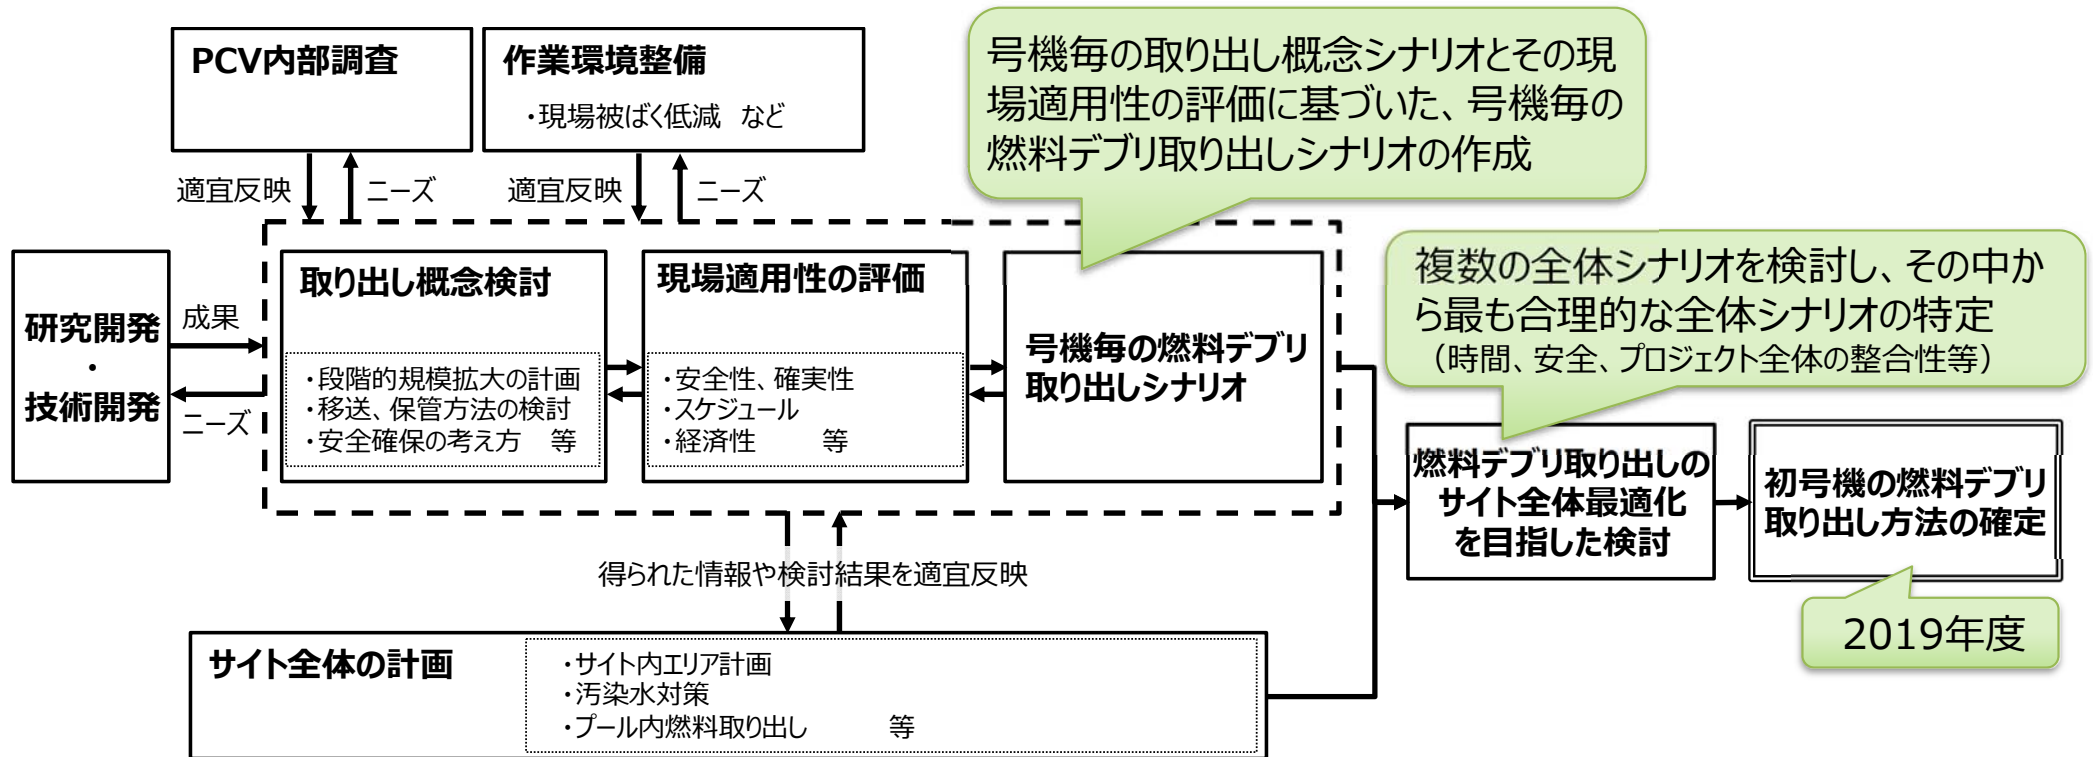 PCV内部調査
作業環境整備
・現場被ばく低減　など
号機毎の取り出し概念シナリオとその現
場適用性の評価に基づいた、号機毎の
燃料デブリ取り出しシナリオの作成
適宜反映
ニーズ
適宜反映
ニーズ
研究開発
・
技術開発
成果
ニーズ
取り出し概念検討
・段階的規模拡大の計画
・移送、保管方法の検討
・安全確保の考え方　等
現場適用性の評価
・安全性、確実性
・スケジュール
・経済性　　　等
号機毎の燃料デブリ
取り出しシナリオ
複数の全体シナリオを検討し、その中か
ら最も合理的な全体シナリオの特定
（時間、安全、プロジェクト全体の整合性等）
燃料デブリ取り出しの
サイト全体最適化
を目指した検討
初号機の燃料デブリ
取り出し方法の確定
2019年度
得られた情報や検討結果を適宜反映
サイト全体の計画
・サイト内エリア計画
・汚染水対策
・プール内燃料取り出し　　　等